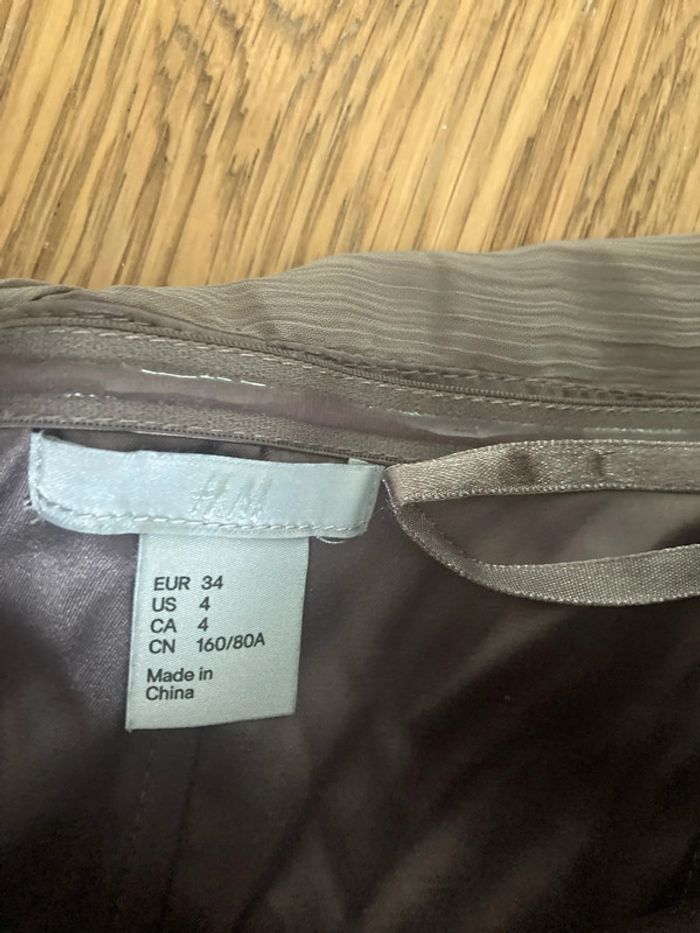 H&M
EUR 34
US 4
CA 4
CN 160/80A
Made in
China